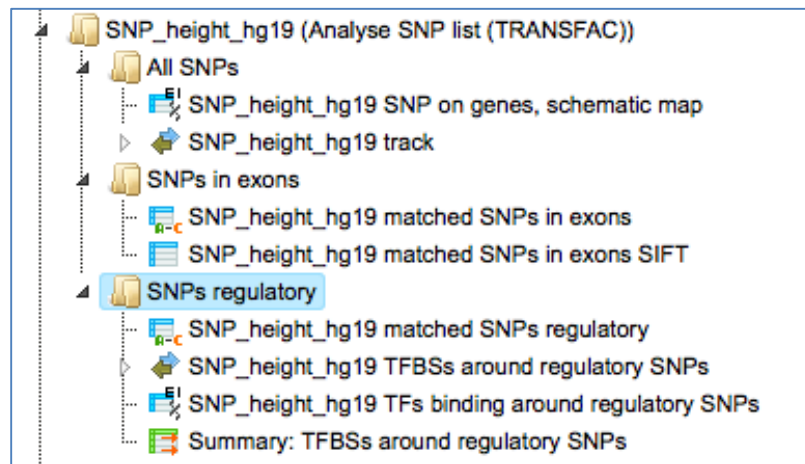 SNP_height_hg19 (Analyse SNP list (TRANSFAC))
All SNPs
SNP_height_hg19 SNP on genes, schematic map
SNP_height_hg19 track
SNPs in exons
SNP_height_hg19 matched SNPs in exons
SNP_height_hg19 matched SNPs in exons SIFT
SNPs regulatory
SNP_height_hg19 matched SNPs regulatory
SNP_height_hg19 TFBSs around regulatory SNPs
SNP_height_hg19 TFs binding around regulatory SNPs
Summary: TFBSs around regulatory SNPs